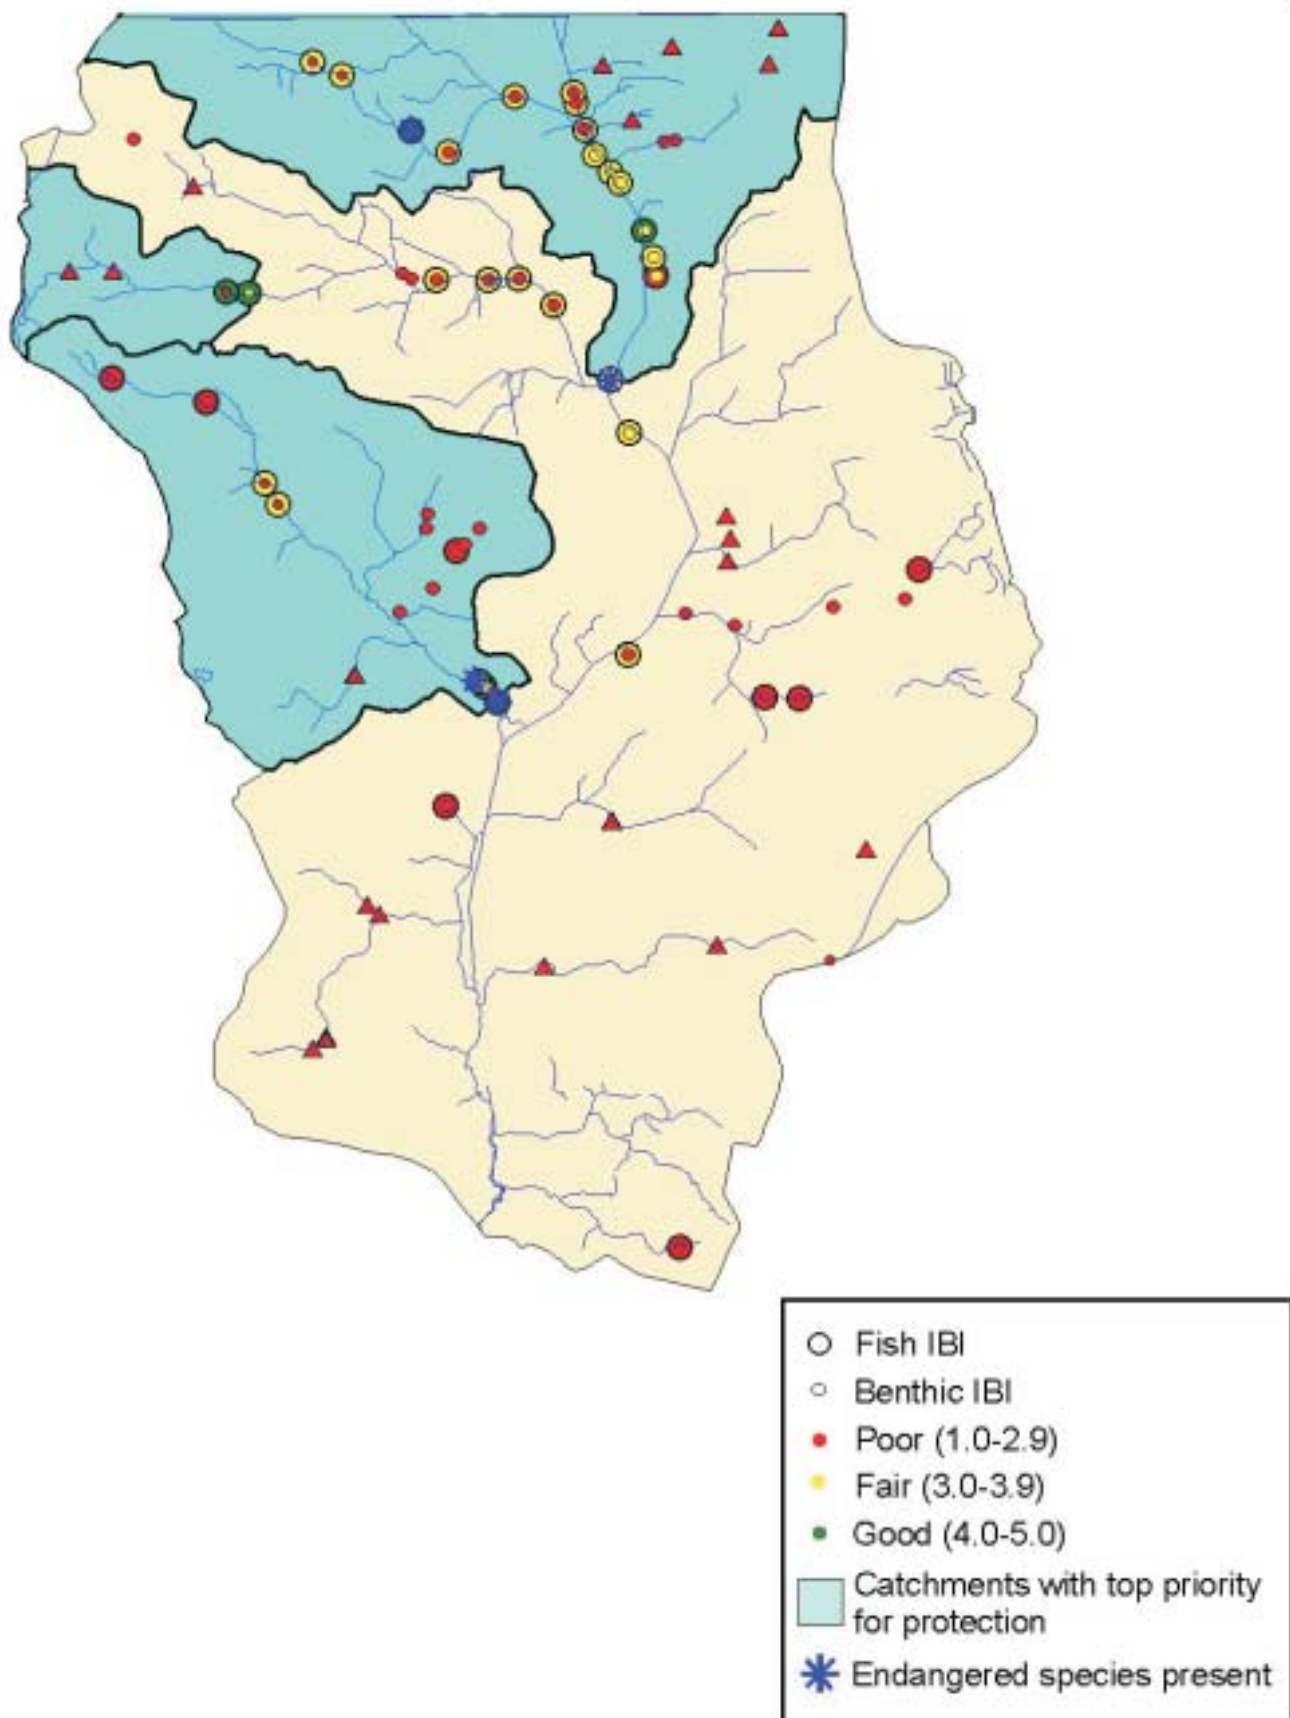 Fish IBI
Benthic IBI
Poor (1.0-2.9)
Fair (3.0-3.9)
Good (4.0-5.0)
Catchments with top priority
for protection
Endangered species present